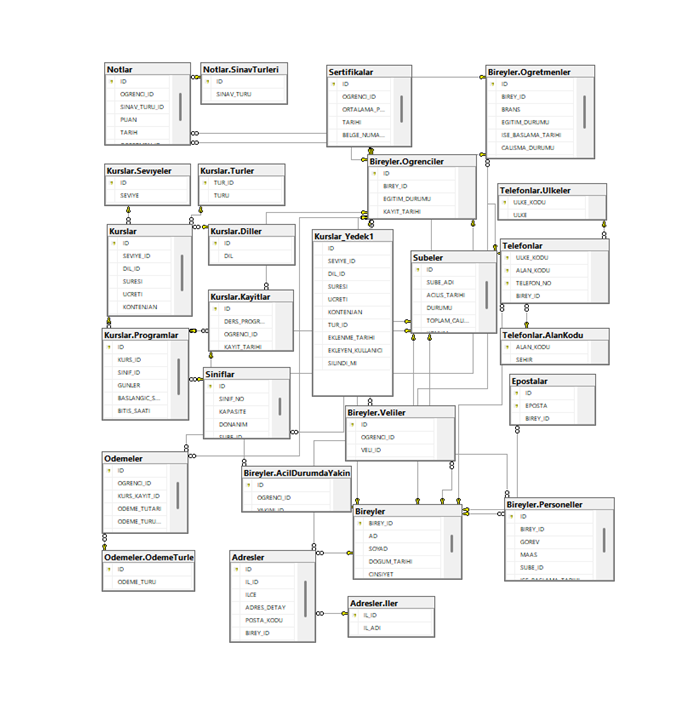 Notlar
ID
OGRENCI_ID
SINAV_TURU_ID
PUAN
TARIH
Notlar.SinavTurleri
ID
SINAV_TURU
Sertifikalar
ID
OGRENCI_ID
ORTALAMA_P...
TARIHI
BELGE_NUMA...
Bireyler.Ogretmenler
ID
BIREY_ID
BRANS
EGITIM_DURUMU
ISE_BASLAMA_TARIHI
CALISMA_DURUMU
Bireyler.Ogrenciler
ID
BIREY_ID
EGITIM_DURUMU
KAYIT_TARIHI
Kurslar.Sevıyeler
ID
SEVIYE
Kurslar.Turler
TUR_ID
TURU
Telefonlar.Ulkeler
ULKE_KODU
ULKE
Kurslar
ID
SEVIYE_ID
DIL_ID
SURESI
UCRETI
KONTENJAN
Kurslar.Diller
ID
DIL
Kurslar_Yedek1
ID
SEVIYE_ID
DIL_ID
SURESI
UCRETI
KONTENJAN
TUR_ID
EKLENME_TARIHI
EKLEYEN_KULLANICI
SILINDI_MI
Subeler
ID
SUBE_ADI
ACILIS_TARIHI
DURUMU
TOPLAM_CALI...
Telefonlar
ULKE_KODU
ALAN_KODU
TELEFON_NO
BIREY_ID
Kurslar.Kayitlar
ID
DERS_PROGR...
OGRENCI_ID
KAYIT_TARIHI
Kurslar.Programlar
ID
KURS_ID
SINIF_ID
GUNLER
BASLANGIC_S...
BITIS_SAATI
Telefonlar.AlanKodu
ALAN_KODU
SEHIR
Siniflar
ID
SINIF_NO
KAPASITE
DONANIM
SUBE_ID
Epostalar
ID
EPOSTA
BIREY_ID
Bireyler.Veliler
ID
OGRENCI_ID
VELI_ID
Odemeler
ID
OGRENCI_ID
KURS_KAYIT_ID
ODEME_TUTARI
ODEME_TURU...
Bireyler.AcilDurumdaYakin
ID
OGRENCI_ID
Bireyler
BIREY_ID
AD
SOYAD
DOGUM_TARIHI
CINSIYET
Bireyler.Personeller
ID
BIREY_ID
GOREV
MAAS
SUBE_ID
Odemeler.OdemeTurle
ID
ODEME_TURU
Adresler
ID
IL_ID
ILCE
ADRES_DETAY
POSTA_KODU
BIREY_ID
Adresler.Iler
IL_ID
IL_ADI